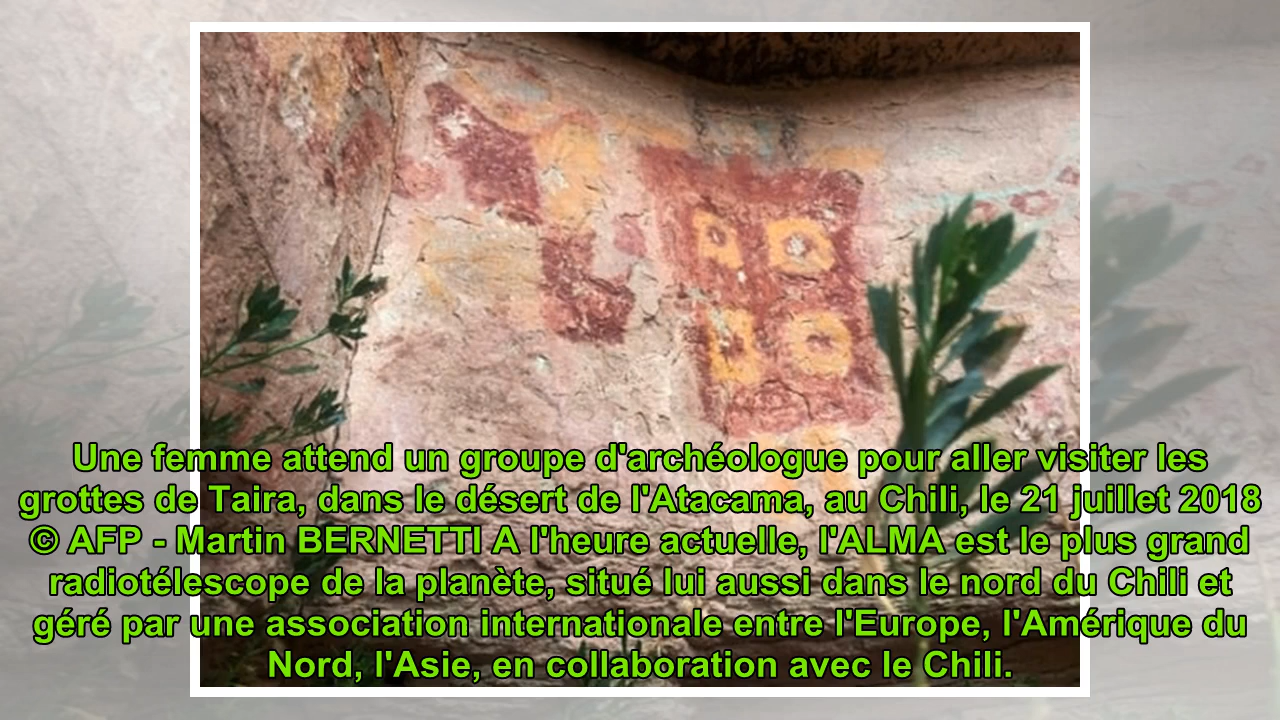 Une femme attend un groupe d'archéologue pour aller visiter les
grottes de Taira, dans le désert de l'Atacama, au Chili, le 21 juillet 2018
© AFP - Martin BERNETTI A l'heure actuelle, l'ALMA est le plus grand
radiotélescope de la planète, situé lui aussi dans le nord du Chili et
géré par une association internationale entre l'Europe, l'Amérique du
Nord, l'Asie, en collaboration avec le Chili.